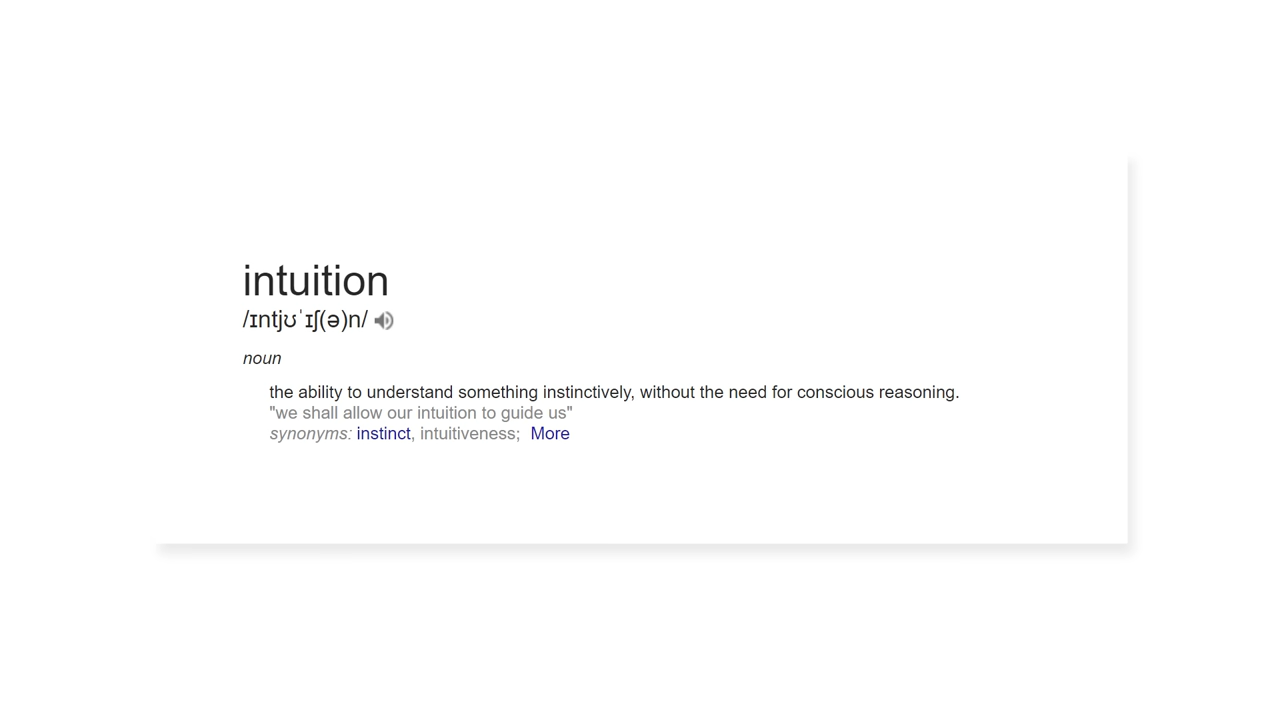 intuition
/ɪntjʊˈɪʃ(ə)n/
noun
the ability to understand something instinctively, without the need for conscious reasoning.
"we shall allow our intuition to guide us"
synonyms: instinct, intuitiveness; More